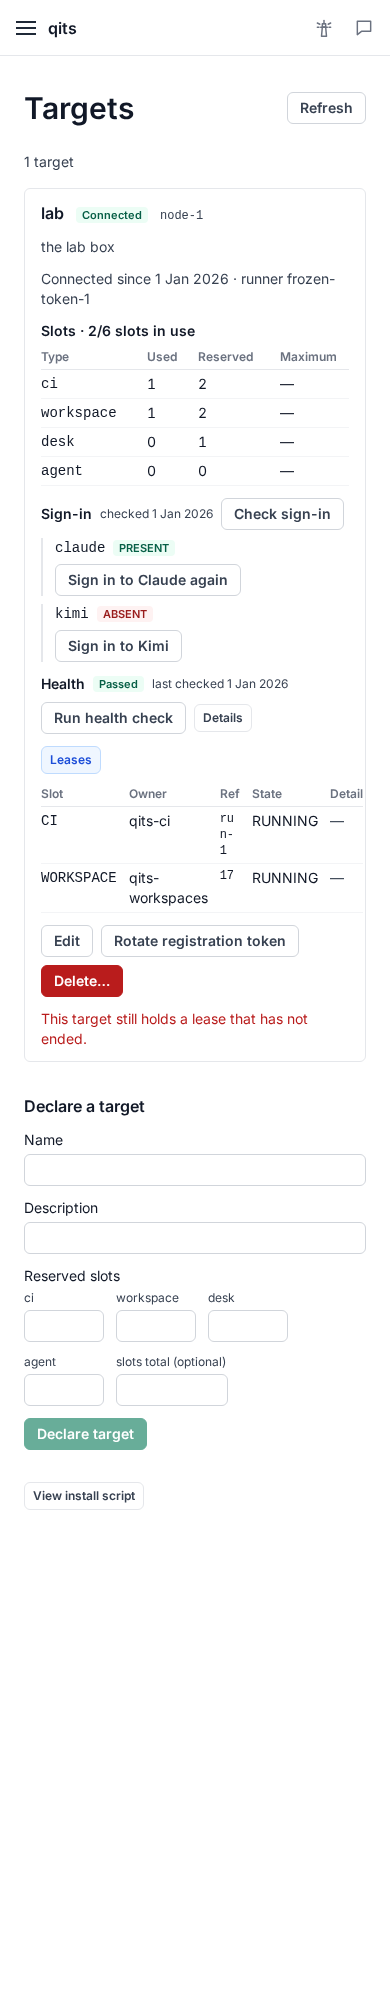 qits
Targets
Refresh
1 target
lab Connected node-1
the lab box
Connected since 1 Jan 2026 · runner frozen-
token-1
Slots · 2/6 slots in use
Type Used Reserved Maximum
ci 1 2 —
workspace 1 2 —
desk 0 1 —
agent 0 0 —
Sign-in checked 1 Jan 2026 Check sign-in
claude PRESENT
Sign in to Claude again
kimi ABSENT
Sign in to Kimi
Health Passed last checked 1 Jan 2026
Run health check Details
Leases
Slot Owner Ref State Detail
CI qits-ci ru RUNNING —
n-
1
WORKSPACE qits- 17 RUNNING —
workspaces
Edit Rotate registration token
Delete...
This target still holds a lease that has not
ended.
Declare a target
Name
Description
Reserved slots
ci workspace desk
agent slots total (optional)
Declare target
View install script